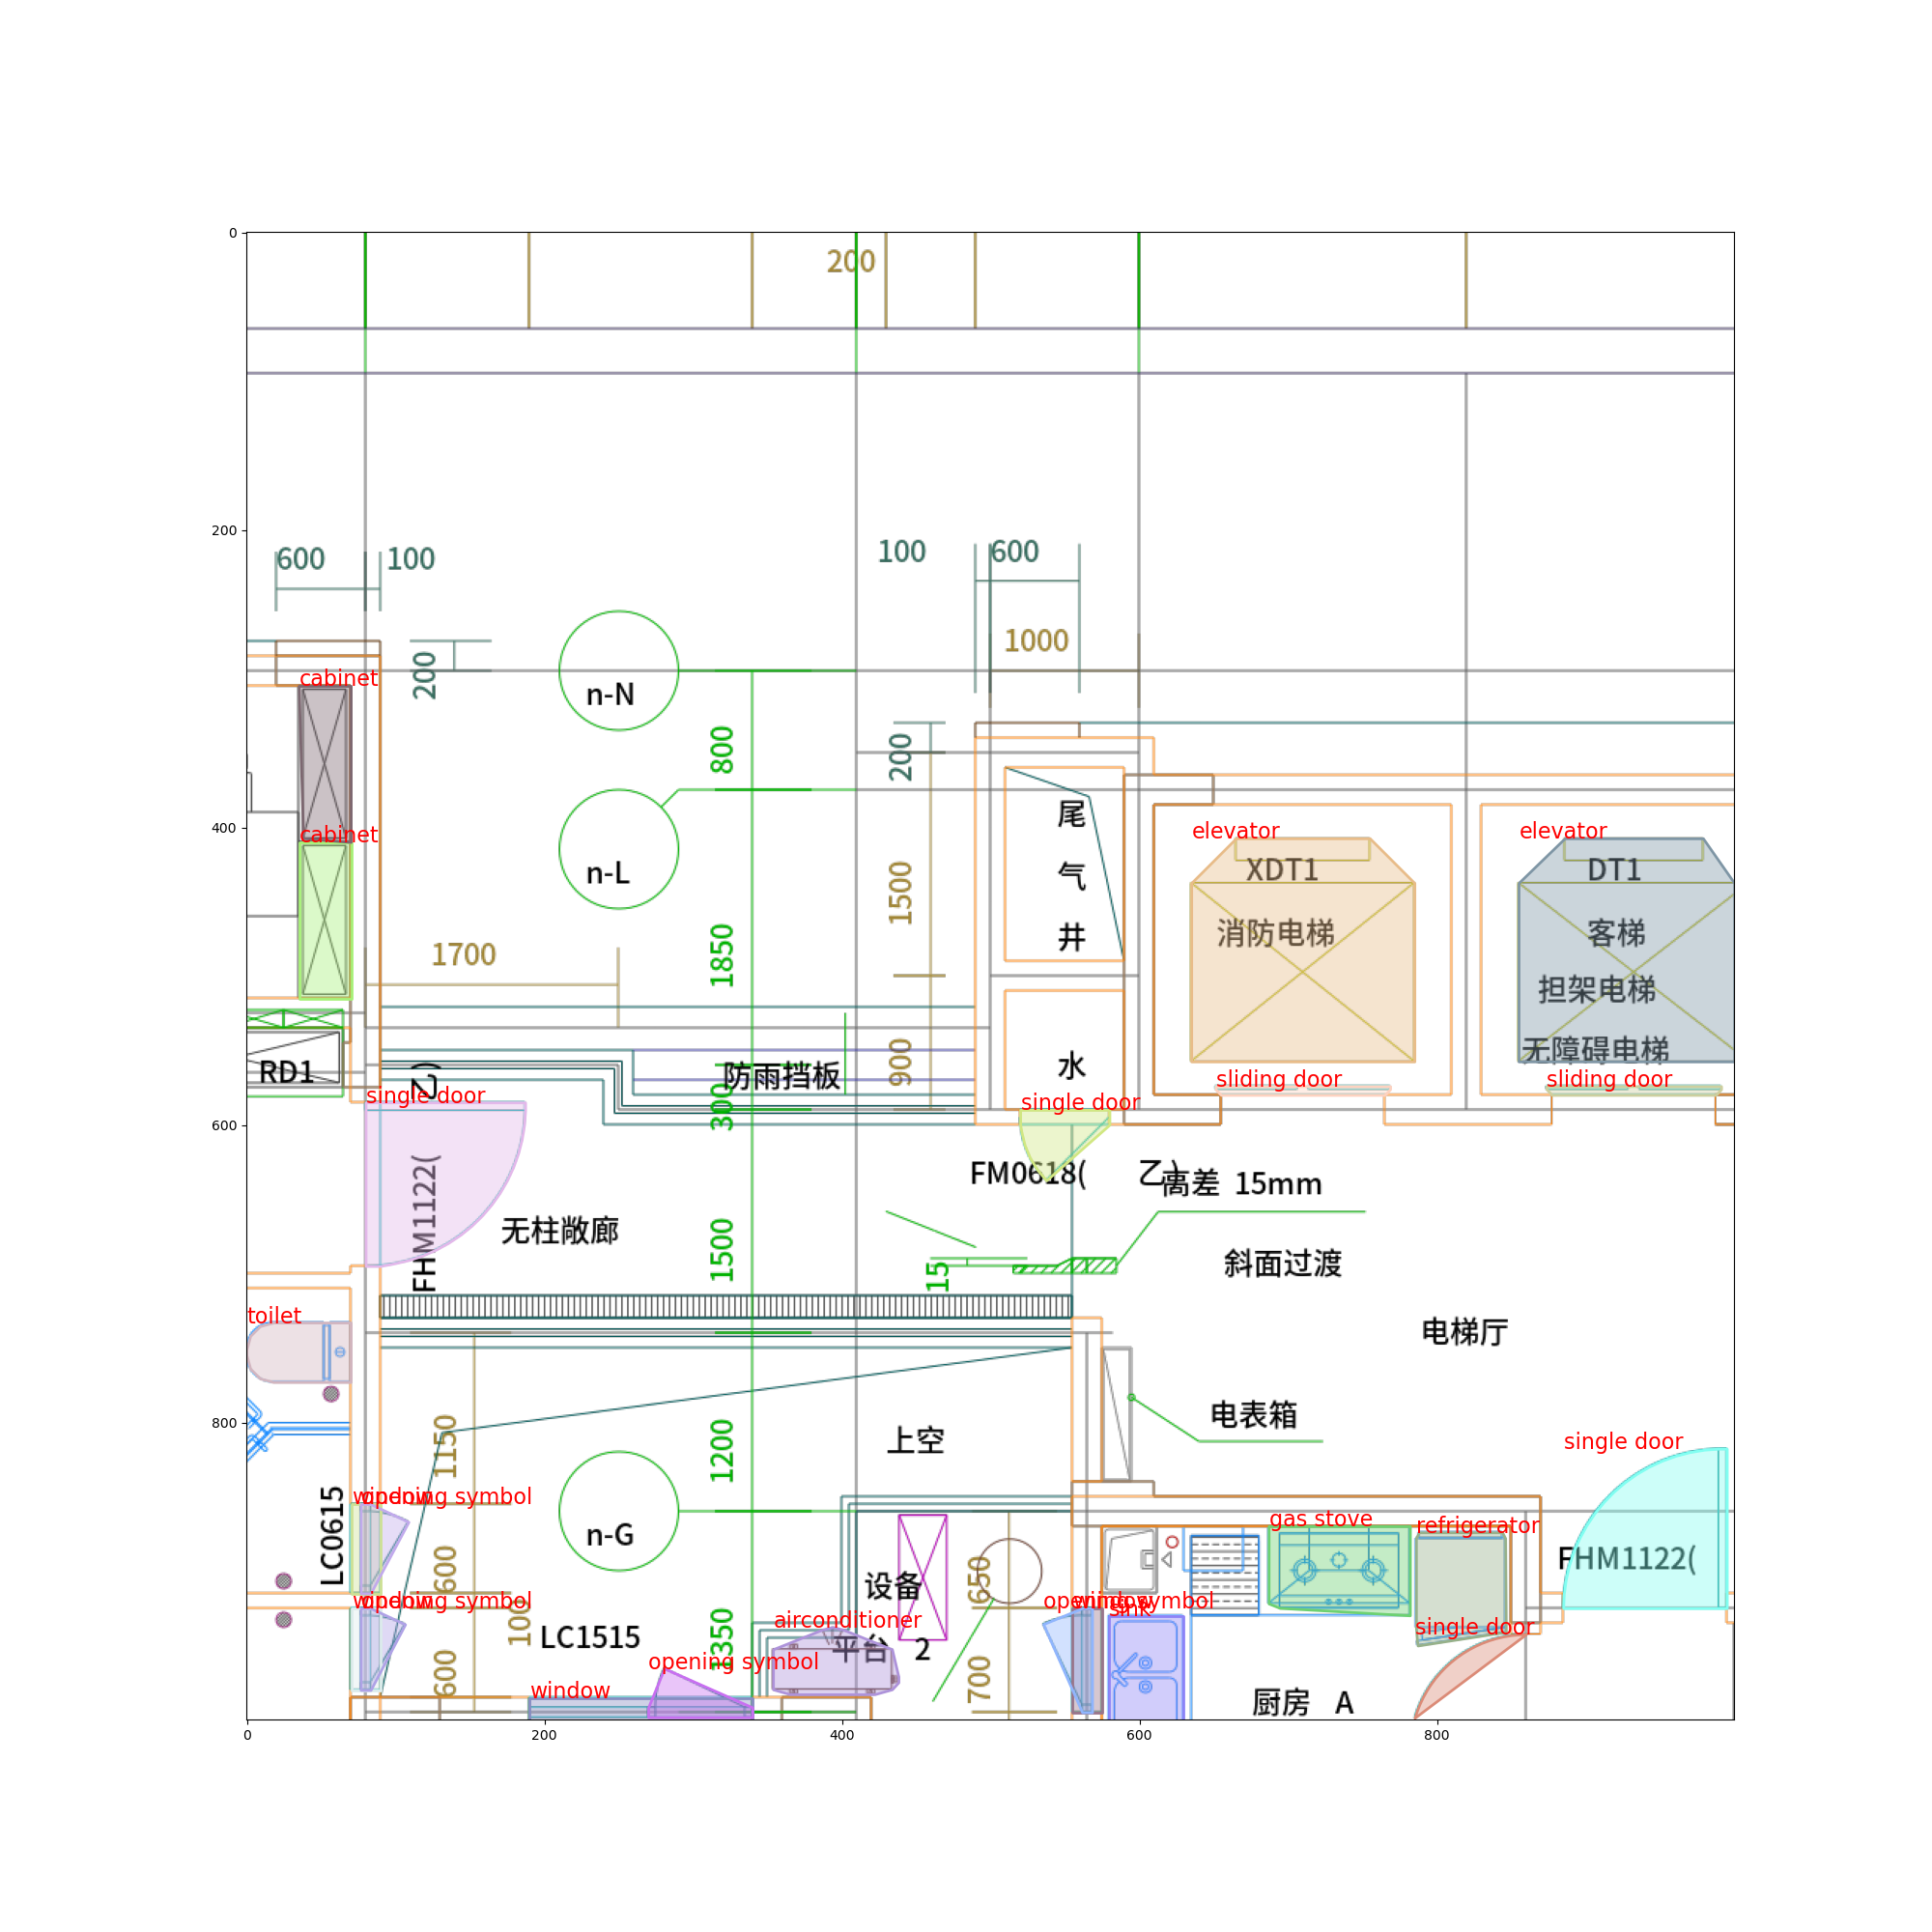 0
200
200
600
100
100
600
1000
200
n-N
cabinet
800
200
尾
气
井
n-L
1500
1850
400
cabinet
elevator
XDT1
消防电梯
elevator
DT1
客梯
担架电梯
无障碍电梯
1700
RD1
乙)
防雨挡板
300
900
水
sliding door
sliding door
600
single door
FHM1122(
single door
FM0618(
乙)
高差 15mm
无柱敞廊
1500
15
斜面过渡
电梯厅
toilet
800
1150
1200
上空
电表箱
single door
FHM1122(
LC0615
window
opening symbol
n-G
gas stove
refrigerator
600
设备
650
window
opening symbol
100
LC1515
1350
airconditioner
平台 2
opening symbol
window
sink
single door
600
opening symbol
window
700
厨房 A
0
200
400
600
800